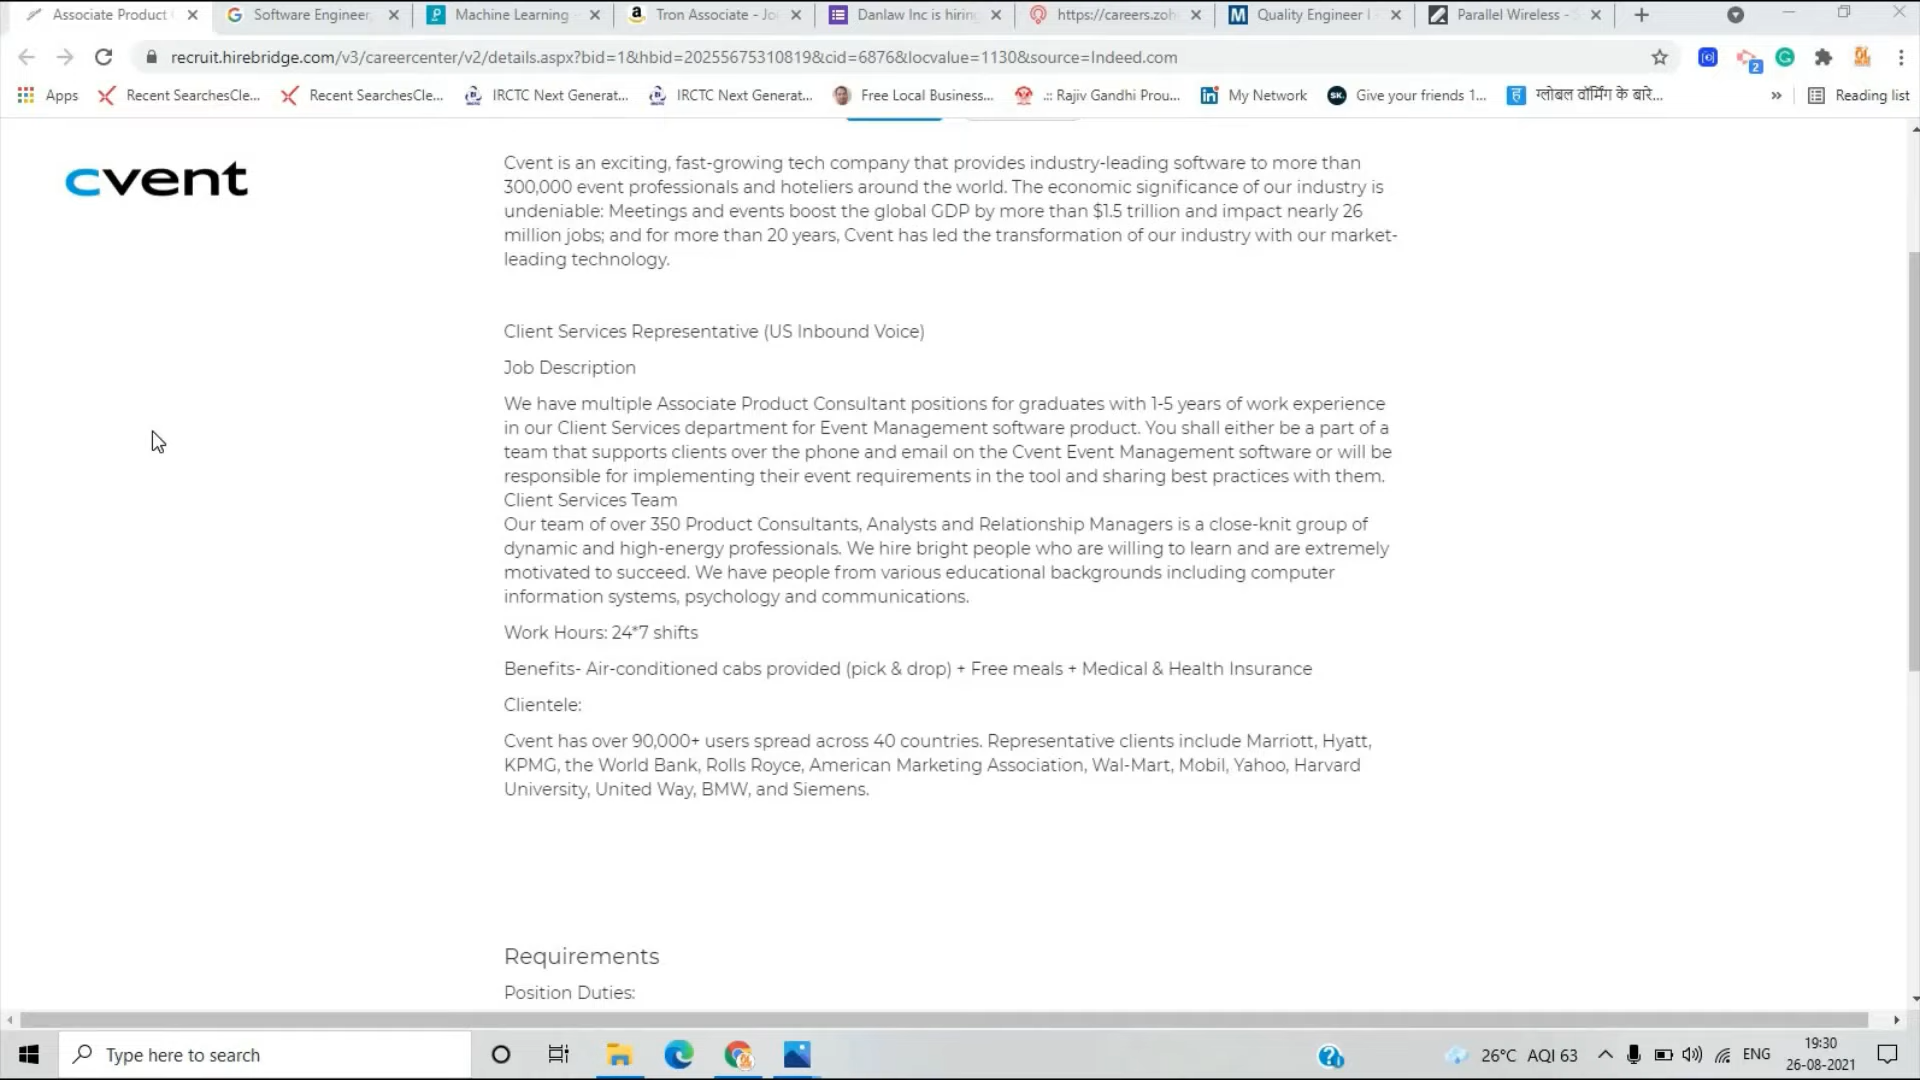 Associate Product
Software Engineer
Machine Learning
Tron Associate - Jo
Danlaw Inc is hirin
https://careers.zoh
Quality Engineer I
Parallel Wireless - S
recruit.hirebridge.com/v3/careercenter/v2/details.aspx?bid=1&hbid=20255675310819&cid=6876&locvalue=1130&source=Indeed.com
2
Apps
Recent SearchesCle...
Recent SearchesCle...
IRCTC Next Generat...
IRCTC Next Generat...
Free Local Business...
.:: Rajiv Gandhi Prou...
My Network
SK.
Give your friends 1...
ह
ग्लोबल वॉर्मिंग के बारे...
»
Reading list
cvent
Cvent is an exciting, fast-growing tech company that provides industry-leading software to more than
300,000 event professionals and hoteliers around the world. The economic significance of our industry is
undeniable: Meetings and events boost the global GDP by more than $1.5 trillion and impact nearly 26
million jobs; and for more than 20 years, Cvent has led the transformation of our industry with our market-
leading technology.
Client Services Representative (US Inbound Voice)
Job Description
We have multiple Associate Product Consultant positions for graduates with 1-5 years of work experience
in our Client Services department for Event Management software product. You shall either be a part of a
team that supports clients over the phone and email on the Cvent Event Management software or will be
responsible for implementing their event requirements in the tool and sharing best practices with them.
Client Services Team
Our team of over 350 Product Consultants, Analysts and Relationship Managers is a close-knit group of
dynamic and high-energy professionals. We hire bright people who are willing to learn and are extremely
motivated to succeed. We have people from various educational backgrounds including computer
information systems, psychology and communications.
Work Hours: 24*7 shifts
Benefits- Air-conditioned cabs provided (pick & drop) + Free meals + Medical & Health Insurance
Clientele:
Cvent has over 90,000+ users spread across 40 countries. Representative clients include Marriott, Hyatt,
KPMG, the World Bank, Rolls Royce, American Marketing Association, Wal-Mart, Mobil, Yahoo, Harvard
University, United Way, BMW, and Siemens.
Requirements
Position Duties:
Type here to search
26°C AQI 63
ENG
19:30
26-08-2021